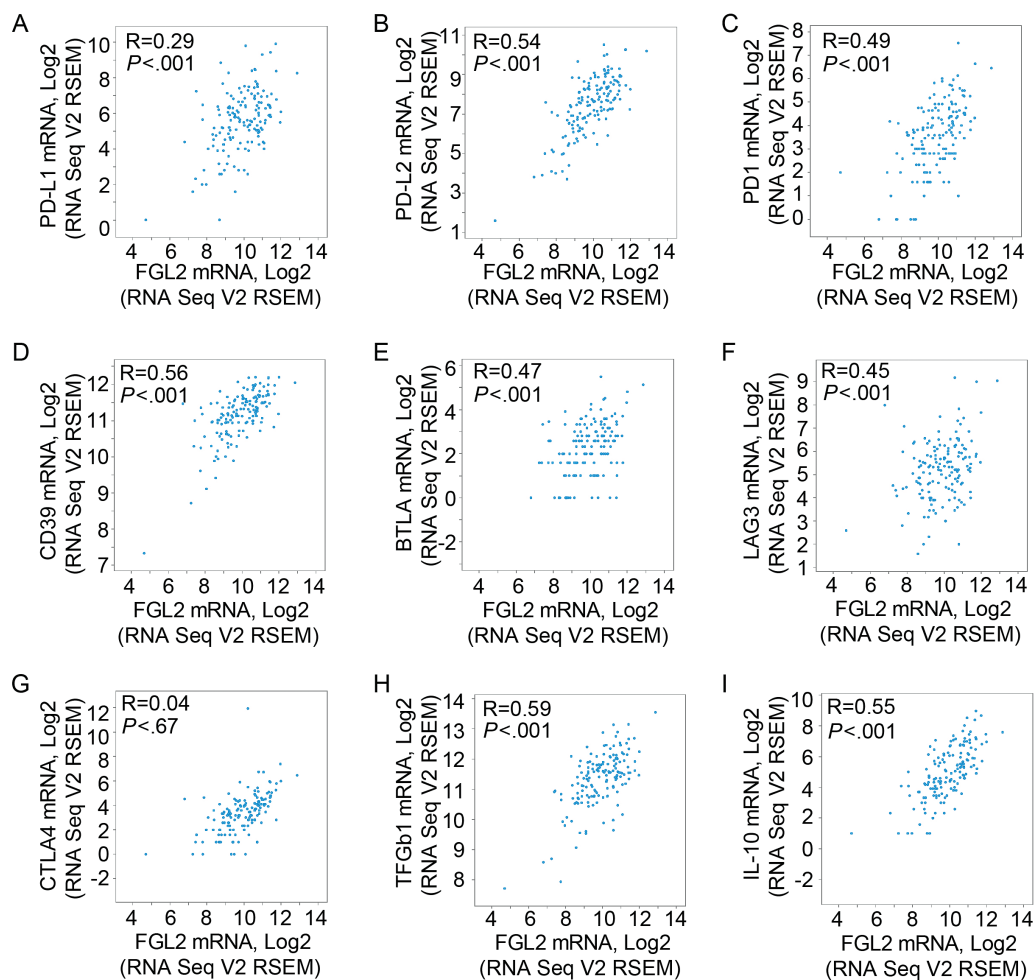 A
PD-L1 mRNA, Log2
(RNA Seq V2 RSEM)
R=0.29
P<.001
10
8
6
4
2
0
4 6 8 10 12 14
FGL2 mRNA, Log2
(RNA Seq V2 RSEM)
B
PD-L2 mRNA, Log2
(RNA Seq V2 RSEM)
R=0.54
P<.001
11
9
7
5
3
1
4 6 8 10 12 14
FGL2 mRNA, Log2
(RNA Seq V2 RSEM)
C
PD1 mRNA, Log2
(RNA Seq V2 RSEM)
R=0.49
P<.001
8
7
6
5
4
3
2
1
0
4 6 8 10 12 14
FGL2 mRNA, Log2
(RNA Seq V2 RSEM)
D
CD39 mRNA, Log2
(RNA Seq V2 RSEM)
R=0.56
P<.001
12
11
10
9
8
7
4 6 8 10 12 14
FGL2 mRNA, Log2
(RNA Seq V2 RSEM)
E
BTLA mRNA, Log2
(RNA Seq V2 RSEM)
R=0.47
P<.001
6
4
2
0
-2
4 6 8 10 12 14
FGL2 mRNA, Log2
(RNA Seq V2 RSEM)
F
LAG3 mRNA, Log2
(RNA Seq V2 RSEM)
R=0.45
P<.001
9
8
7
6
5
4
3
2
1
4 6 8 10 12 14
FGL2 mRNA, Log2
(RNA Seq V2 RSEM)
G
CTLA4 mRNA, Log2
(RNA Seq V2 RSEM)
R=0.04
P<.67
12
10
8
6
4
2
0
-2
4 6 8 10 12 14
FGL2 mRNA, Log2
(RNA Seq V2 RSEM)
H
TFGb1 mRNA, Log2
(RNA Seq V2 RSEM)
R=0.59
P<.001
14
13
12
11
10
9
8
4 6 8 10 12 14
FGL2 mRNA, Log2
(RNA Seq V2 RSEM)
I
IL-10 mRNA, Log2
(RNA Seq V2 RSEM)
R=0.55
P<.001
10
8
6
4
2
0
-2
4 6 8 10 12 14
FGL2 mRNA, Log2
(RNA Seq V2 RSEM)